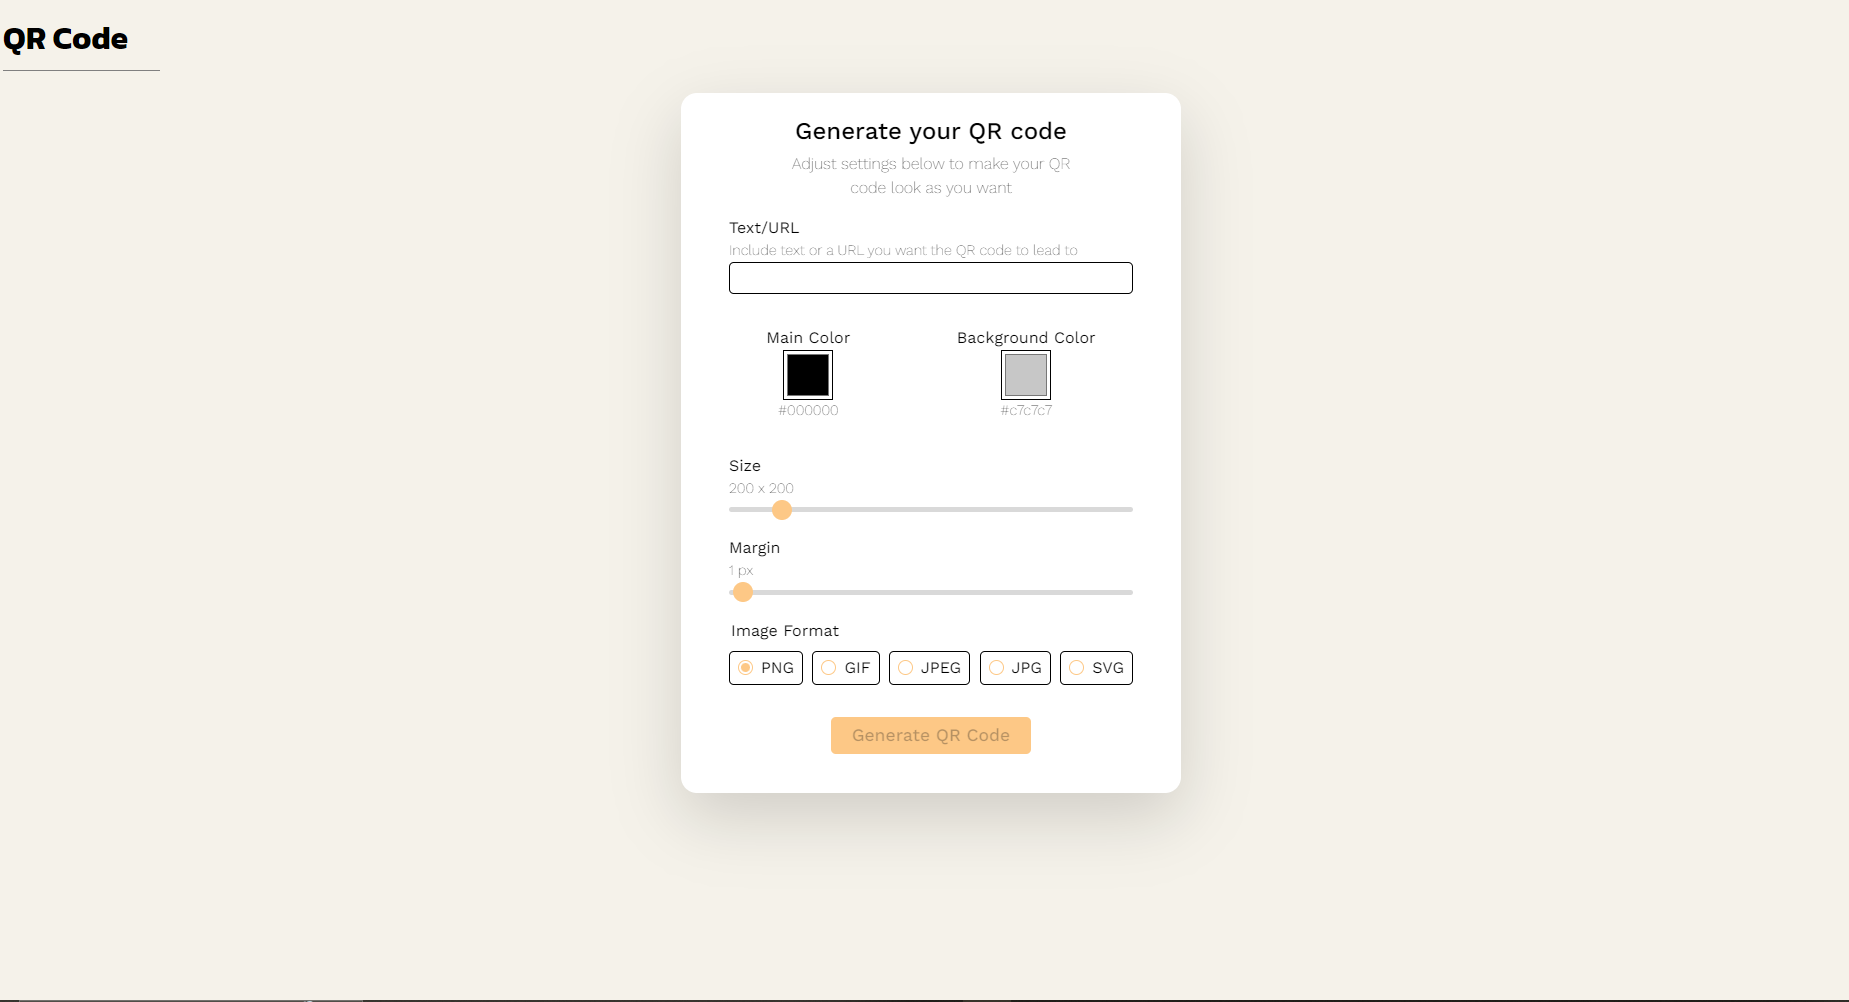 QR Code
Generate your QR code
Adjust settings below to make your QR
code look as you want
Text/URL
Include text or a URL you want the QR code to lead to
Main Color
Background Color
#000000
#c7c7c7
Size
200 x 200
Margin
1 px
Image Format
PNG
GIF
JPEG
JPG
SVG
Generate QR Code